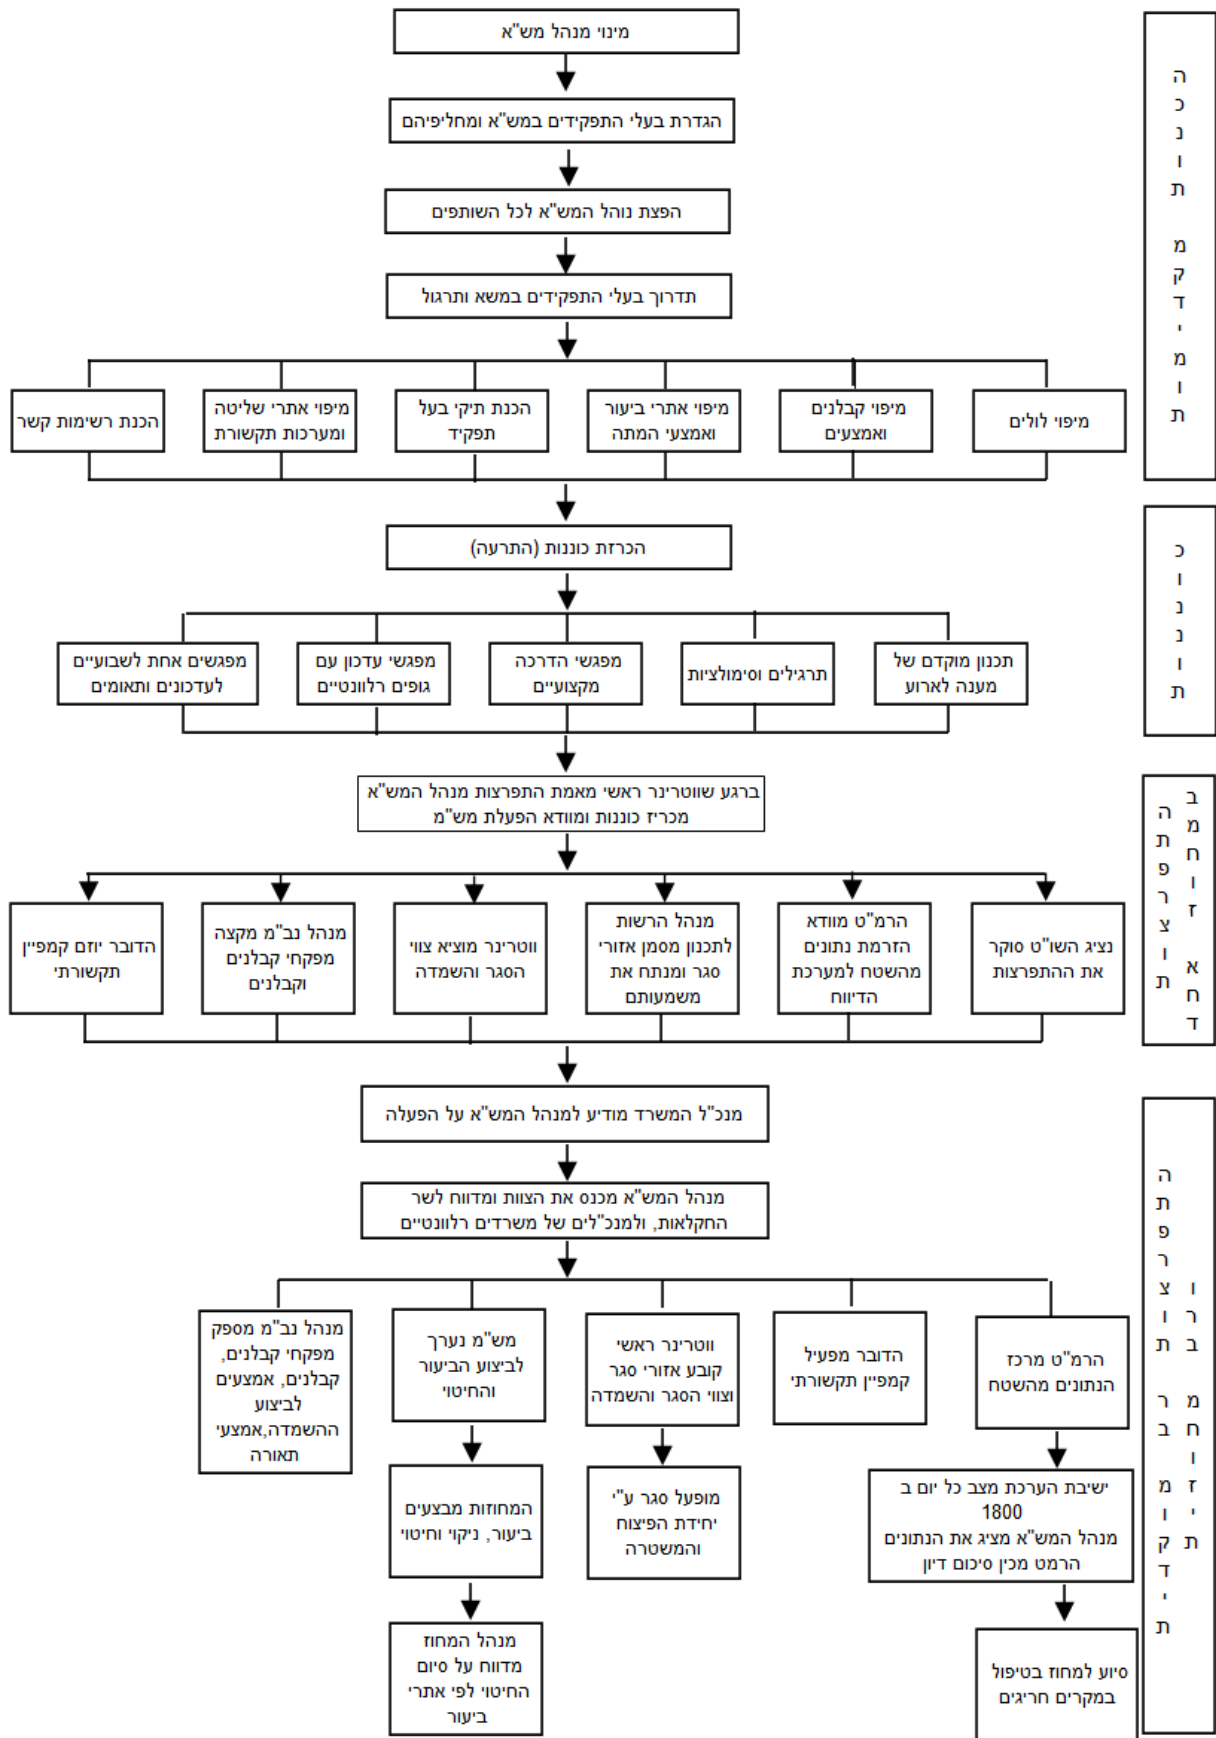 מינוי מנהל מש"א
הגדרת בעלי התפקידים במש"א ומחליפיהם
הפצת נוהל המש"א לכל השותפים
תדרוך בעלי התפקידים במשא ותרגול
מיפוי לולים
מיפוי קבלנים
ואמצעים
מיפוי אתרי ביעור
ואמצעי המתה
הכנת תיקי בעל
תפקיד
מיפוי אתרי שליטה
ומערכות תקשורת
הכנת רשימות קשר
הכונת מקדימומת
הכרזת כוננות (התרעה)
תכנון מוקדם של
מענה לארוע
תרגילים וסימולציות
מפגשי הדרכה
מקצועיים
מפגשי עדכון עם
גופים רלוונטיים
מפגשים אחת לשבועיים
לעדכונים ותאומים
כוננות
ברגע שווטרינר ראשי מאמת התפרצות מנהל המש"א
מכריז כוננות ומוודא הפעלת מש"מ
נציג השו"ט סוקר
את ההתפרצות
הרמ"ט מוודא
הזרמת נתונים
מהשטח למערכת
הדיווח
מנהל הרשות
לתכנון מסמן אזורי
סגר ומנתח את
משמעותם
ווטרינר מוציא צווי
הסגר והשמדה
מנהל נב"מ מקצה
מפקחי קבלנים
וקבלנים
הדובר יוזם קמפיין
תקשורתי
במחוז אחד
התפרצות
מנכ"ל המשרד מודיע למנהל המש"א על הפעלה
מנהל המש"א מכנס את הצוות ומדווח לשר
החקלאות, ולמנכ"לים של משרדים רלוונטיים
הרמ"ט מרכז
הנתונים מהשטח
הדובר מפעיל
קמפיין תקשורתי
ווטרינר ראשי
קובע אזורי סגר
וצווי הסגר והשמדה
מש"מ נערך
לביצוע הביעור
והחיטוי
מנהל נב"מ מספק
מפקחי קבלנים,
קבלנים, אמצעים
לביצוע
ההשמדה,אמצעי
תאורה
ישיבת הערכת מצב כל יום ב
1800
מנהל המש"א מציג את הנתונים
הרמט מכין סיכום דיון
מופעל סגר ע"י
יחידת הפיצוח
והמשטרה
המחוזות מבצעים
ביעור, ניקוי וחיטוי
סיוע למחוז בטיפול
במקרים חריגים
מנהל המחוז
מדווח על סיום
החיטוי לפי אתרי
ביעור
התפרצות רב מוקדית
ורב מחוזית